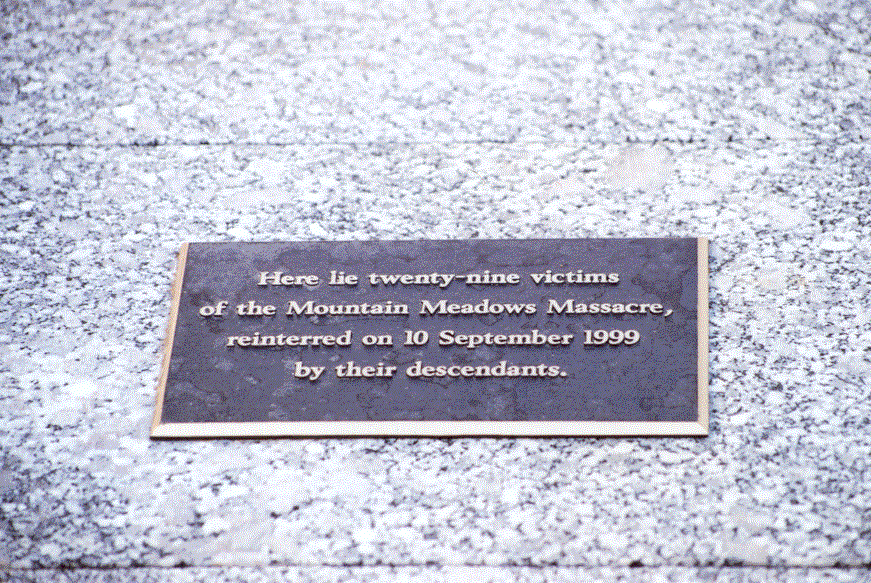 Here lie twenty-nine victims
of the Mountain Meadows Massacre,
reinterred on 10 September 1999
by their descendants.